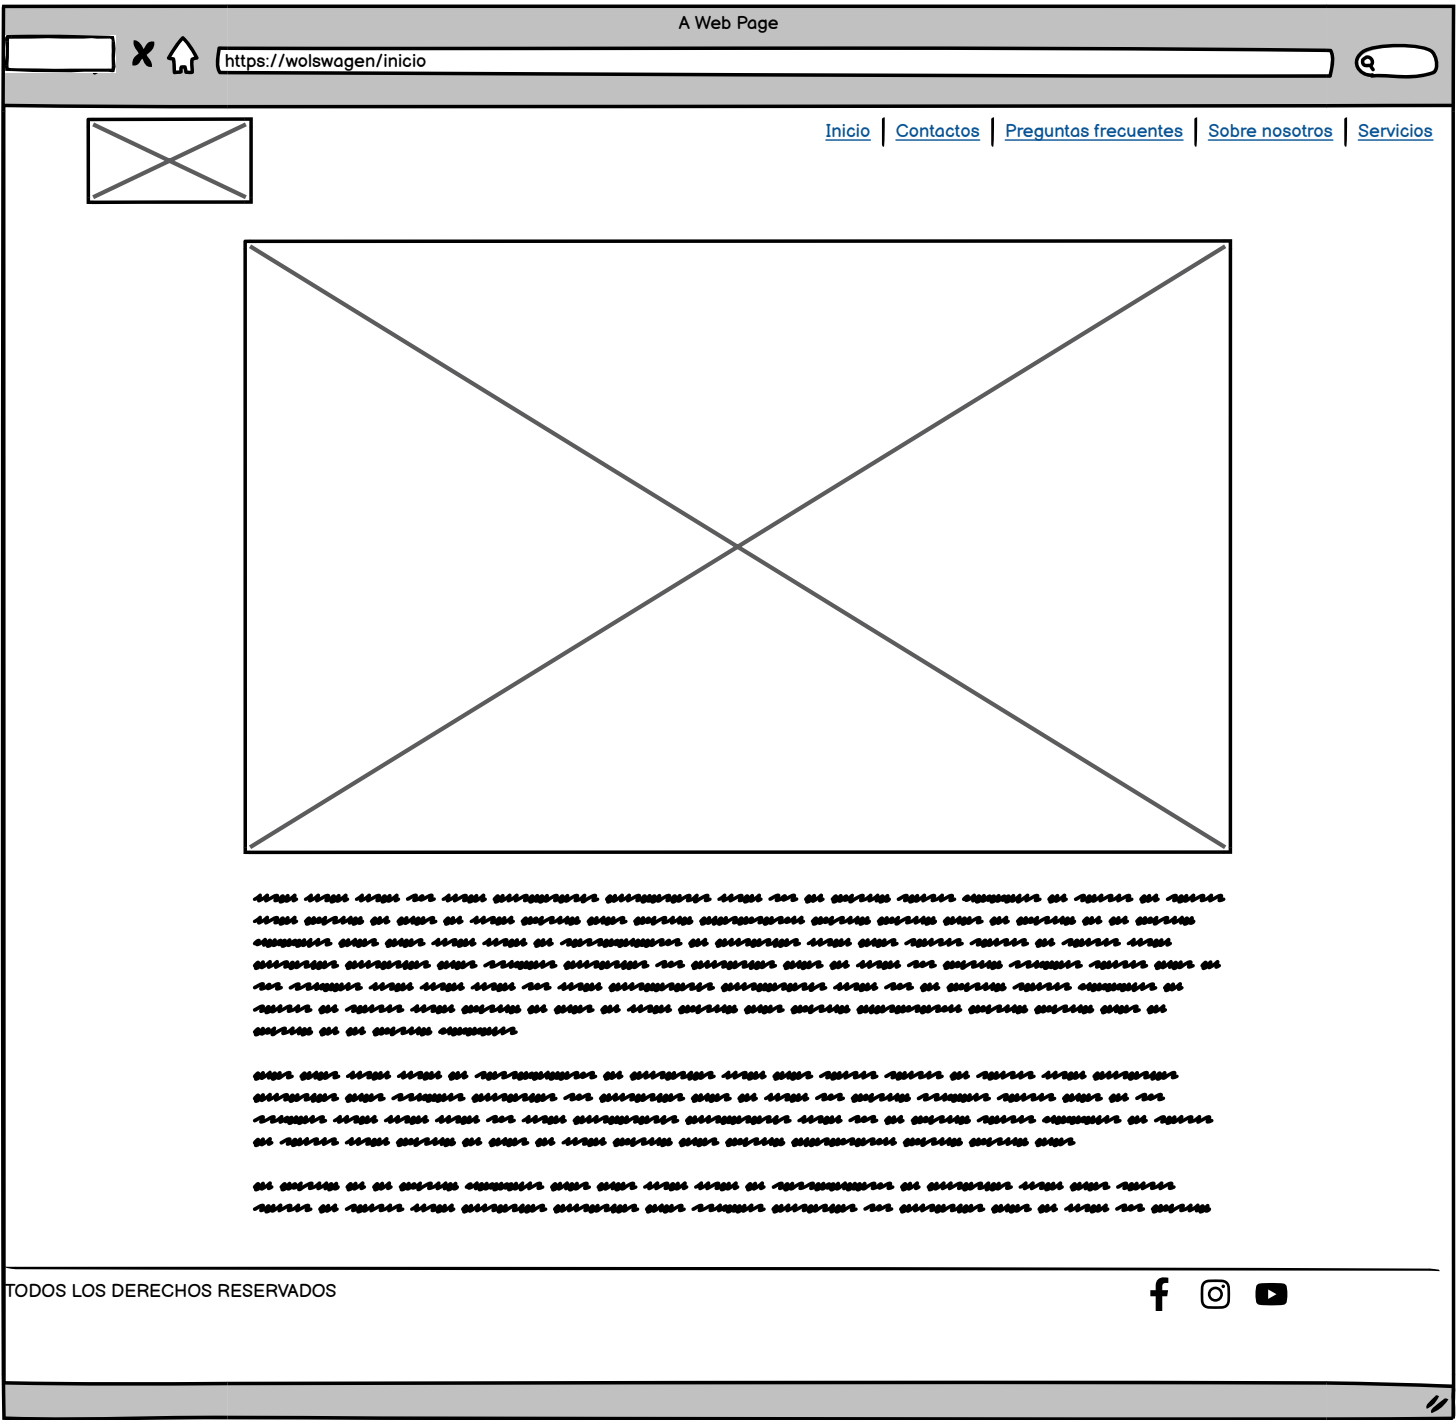 A Web Page
https://wolswagen/inicio
Inicio | Contactos | Preguntas frecuentes | Sobre nosotros | Servicios
TODOS LOS DERECHOS RESERVADOS